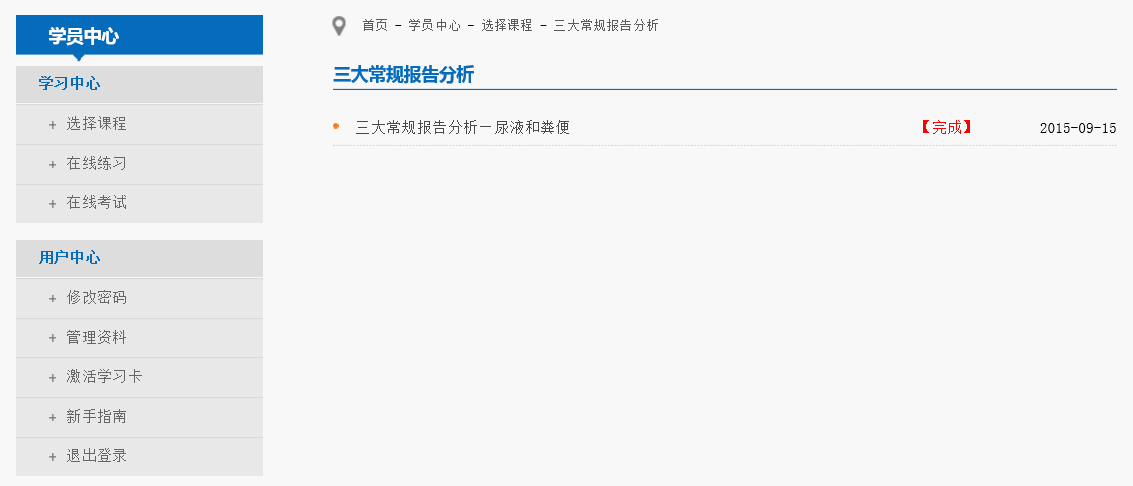 学员中心
学习中心
+ 选择课程
+ 在线练习
+ 在线考试
用户中心
+ 修改密码
+ 管理资料
+ 激活学习卡
+ 新手指南
+ 退出登录
首页 - 学员中心 - 选择课程 - 三大常规报告分析
三大常规报告分析
三大常规报告分析－尿液和粪便 【完成】 2015-09-15